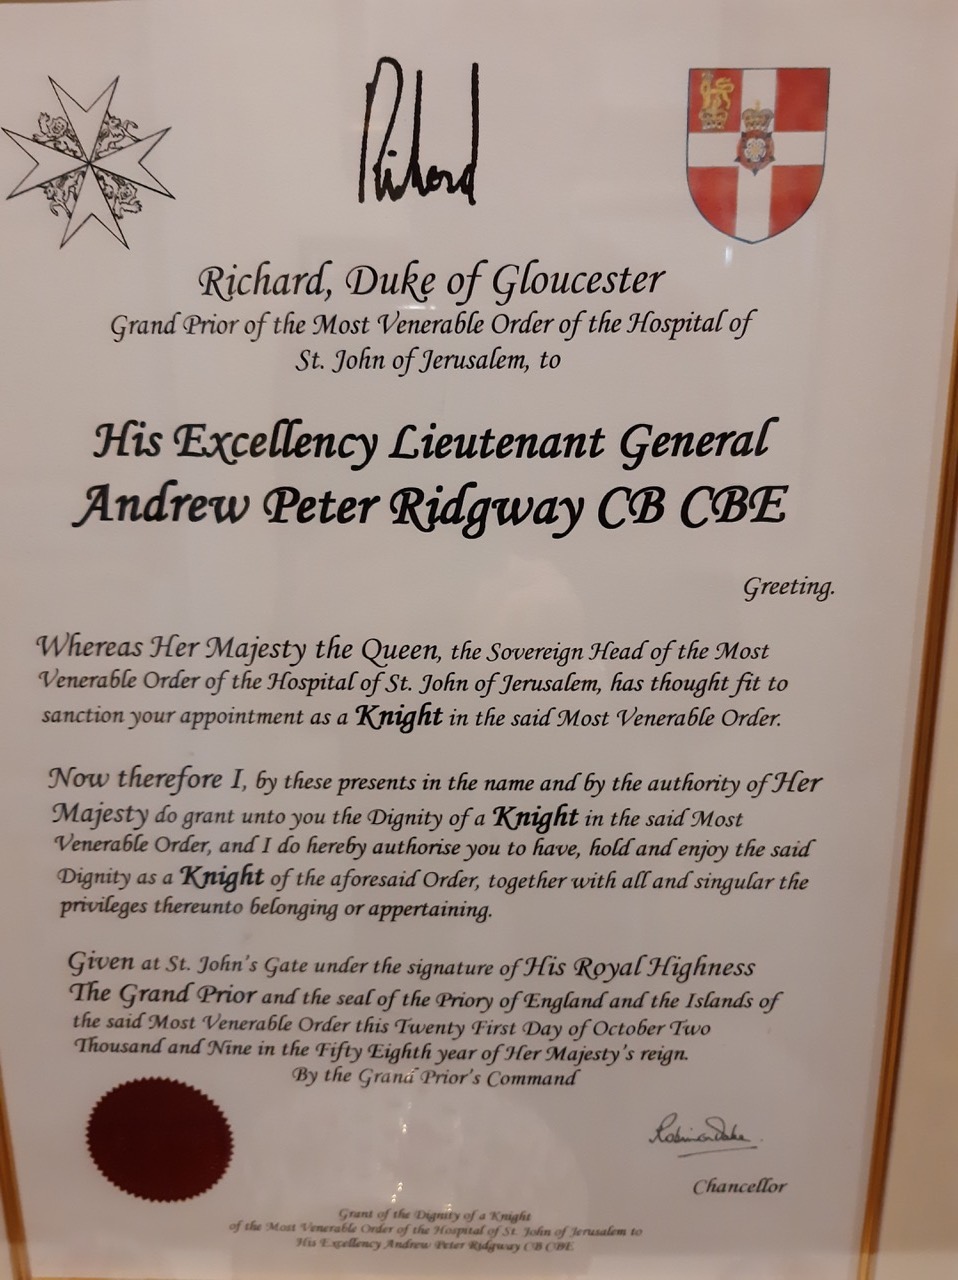 Richard
Richard, Duke of Gloucester
Grand Prior of the Most Venerable Order of the Hospital of
St. John of Jerusalem, to
His Excellency Lieutenant General
Andrew Peter Ridgway CB CBE
Greeting.
Whereas Her Majesty the Queen, the Sovereign Head of the Most
Venerable Order of the Hospital of St. John of Jerusalem, has thought fit to
sanction your appointment as a Knight in the said Most Venerable Order.
Now therefore I, by these presents in the name and by the authority of Her
Majesty do grant unto you the Dignity of a Knight in the said Most
Venerable Order, and I do hereby authorise you to have, hold and enjoy the said
Dignity as a Knight of the aforesaid Order, together with all and singular the
privileges thereunto belonging or appertaining.
Given at St. John's Gate under the signature of His Royal Highness
The Grand Prior and the seal of the Priory of England and the Islands of
the said Most Venerable Order this Twenty First Day of October Two
Thousand and Nine in the Fifty Eighth year of Her Majesty's reign.
By the Grand Prior's Command
Chancellor
Grant of the Dignity of a Knight
of the Most Venerable Order of the Hospital of St. John of Jerusalem to
His Excellency Andrew Peter Ridgway CB CBE